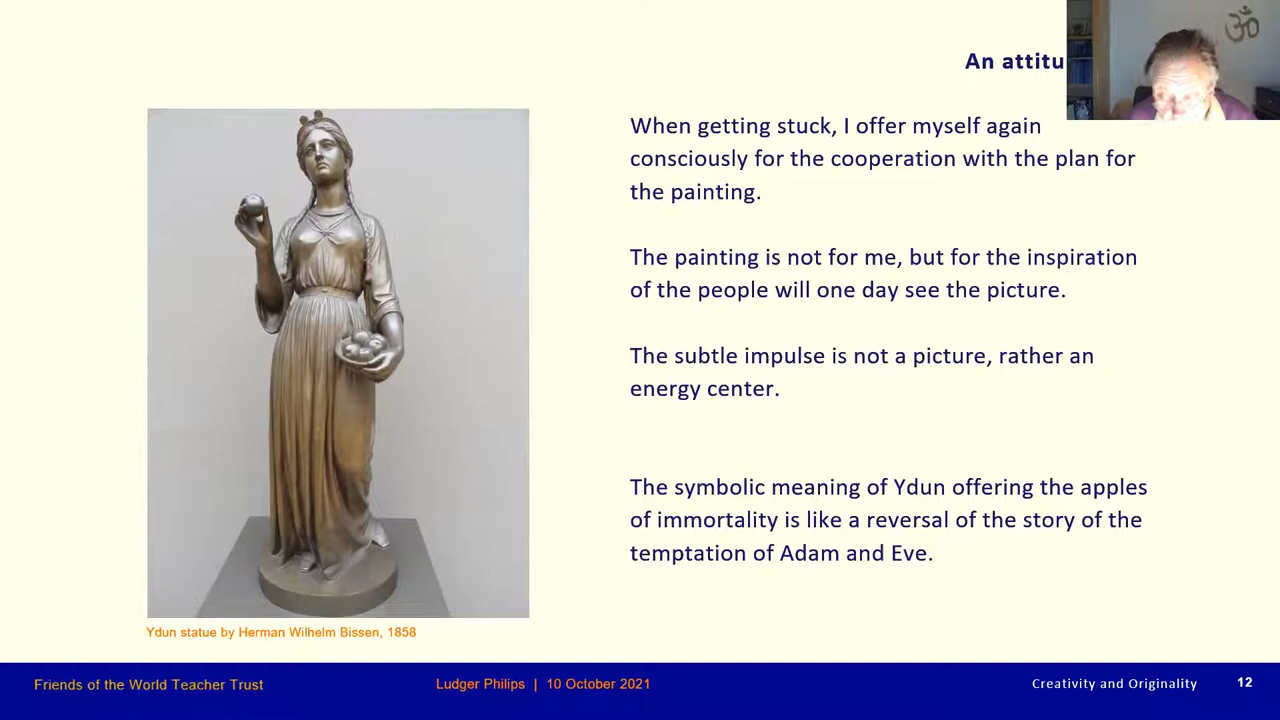 An attitu
When getting stuck, I offer myself again
consciously for the cooperation with the plan for
the painting.
The painting is not for me, but for the inspiration
of the people will one day see the picture.
The subtle impulse is not a picture, rather an
energy center.
The symbolic meaning of Ydun offering the apples
of immortality is like a reversal of the story of the
temptation of Adam and Eve.
Ydun statue by Herman Wilhelm Bissen, 1858
Friends of the World Teacher Trust
Ludger Philips | 10 October 2021
Creativity and Originality
12
ॐ